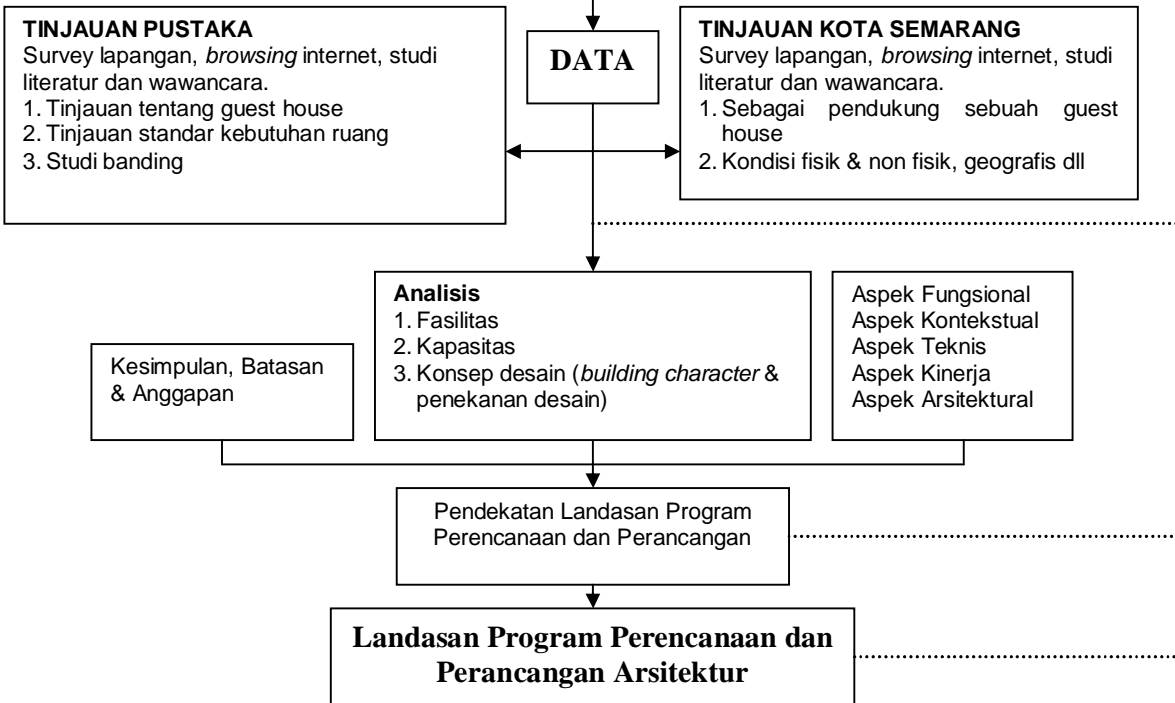 TINJAUAN PUSTAKA
Survey lapangan, browsing internet, studi
literatur dan wawancara.
1. Tinjauan tentang guest house
2. Tinjauan standar kebutuhan ruang
3. Studi banding
DATA
TINJAUAN KOTA SEMARANG
Survey lapangan, browsing internet, studi
literatur dan wawancara.
1. Sebagai pendukung sebuah guest
house
2. Kondisi fisik & non fisik, geografis dll
Kesimpulan, Batasan
& Anggapan
Analisis
1. Fasilitas
2. Kapasitas
3. Konsep desain (building character &
penekanan desain)
Aspek Fungsional
Aspek Kontekstual
Aspek Teknis
Aspek Kinerja
Aspek Arsitektural
Pendekatan Landasan Program
Perencanaan dan Perancangan
Landasan Program Perencanaan dan
Perancangan Arsitektur